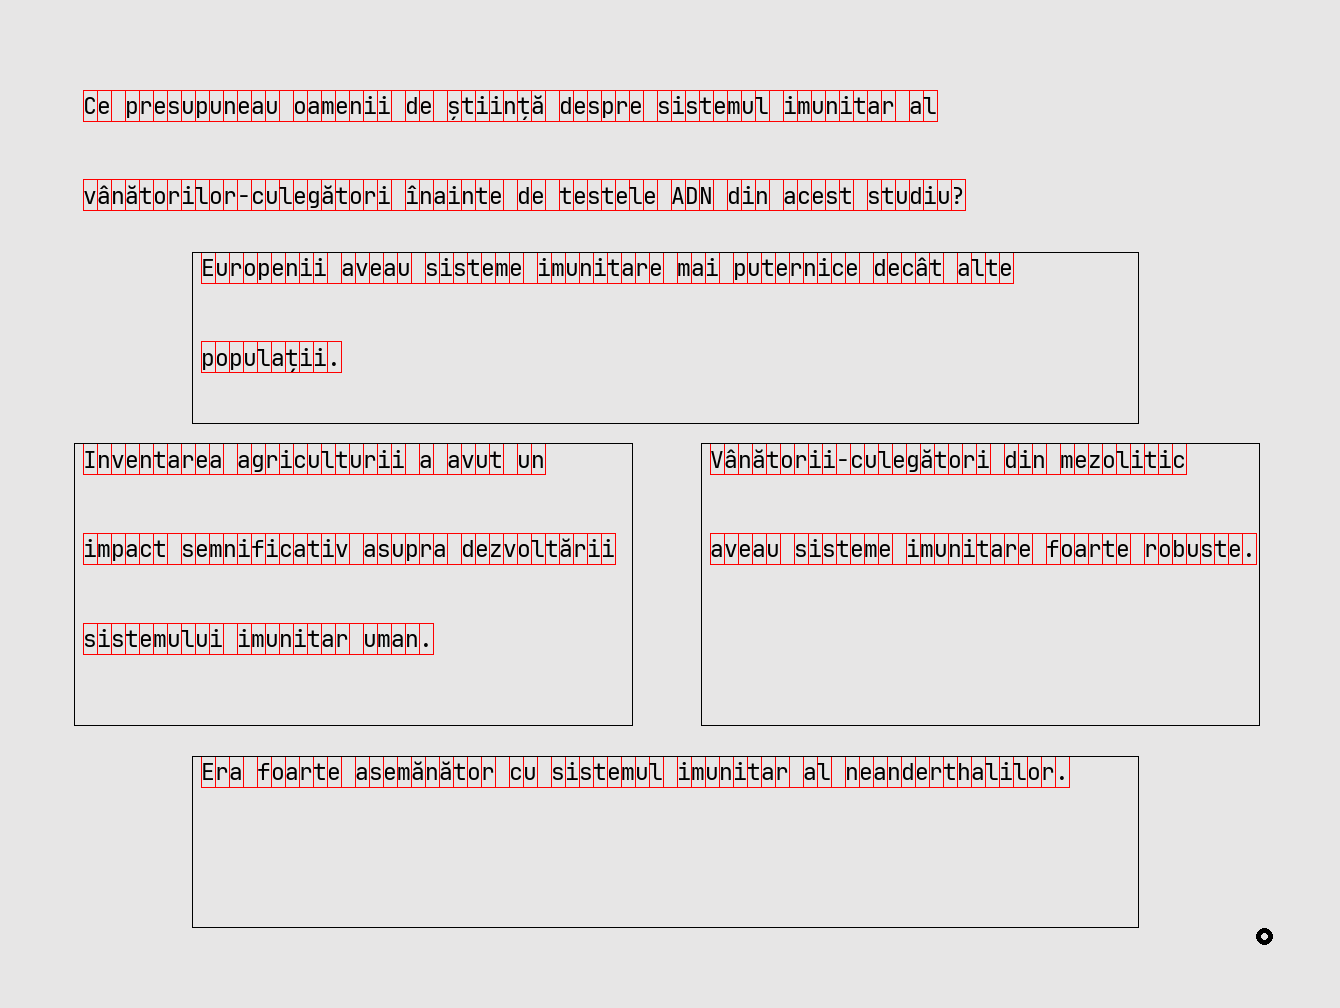 Ce presupuneau oamenii de știință despre sistemul imunitar al
vânătorilor-culegători înainte de testele ADN din acest studiu?
Europenii aveau sisteme imunitare mai puternice decât alte
populații.
Inventarea agriculturii a avut un
impact semnificativ asupra dezvoltării
sistemului imunitar uman.
Vânătorii-culegători din mezolitic
aveau sisteme imunitare foarte robuste.
Era foarte asemănător cu sistemul imunitar al neanderthalilor.